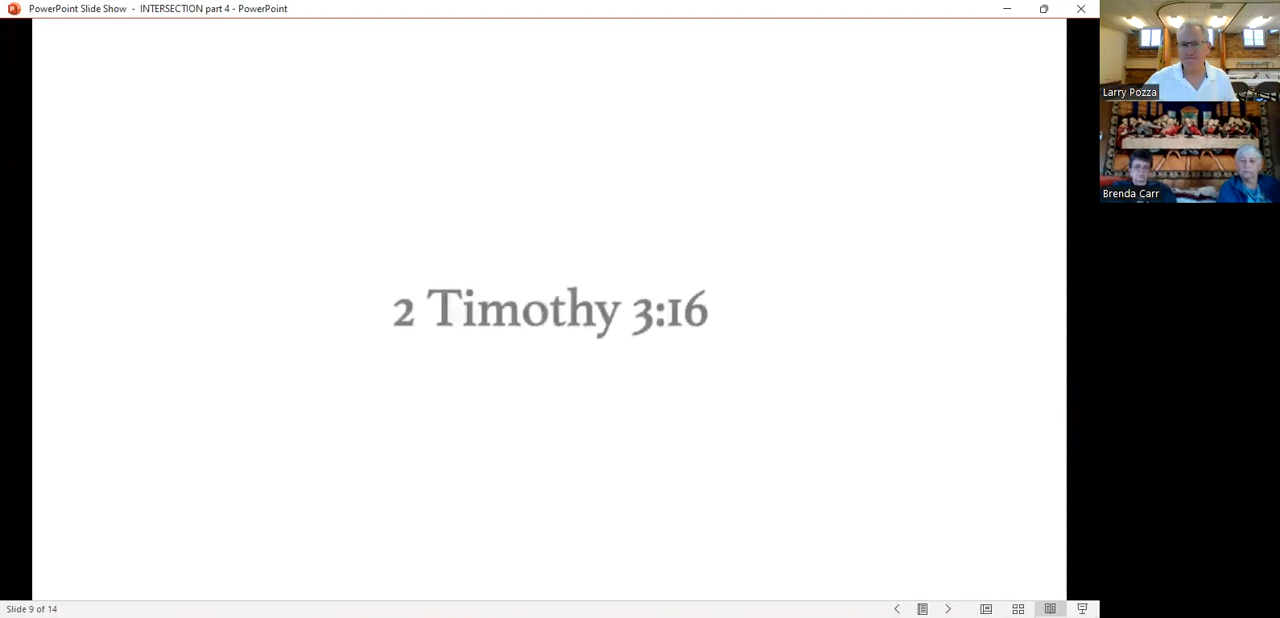 PowerPoint Slide Show - INTERSECTION part 4 - PowerPoint
Larry Pozza
Brenda Carr
2 Timothy 3:16
Slide 9 of 14